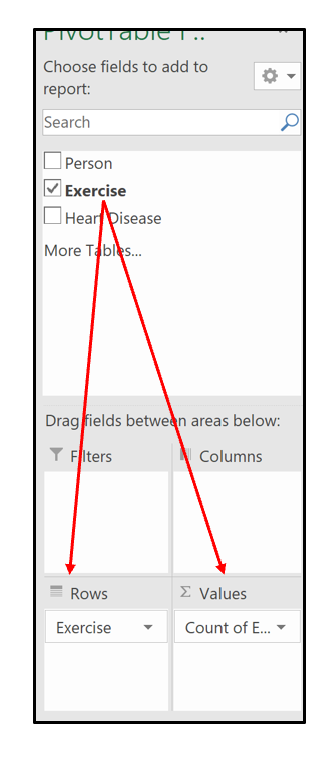 PivotTable F..
Choose fields to add to
report:
Search
Person
Exercise
Heart Disease
More Tables...
Drag fields between areas below:
Filters
Columns
Rows
Σ Values
Exercise
Count of E...